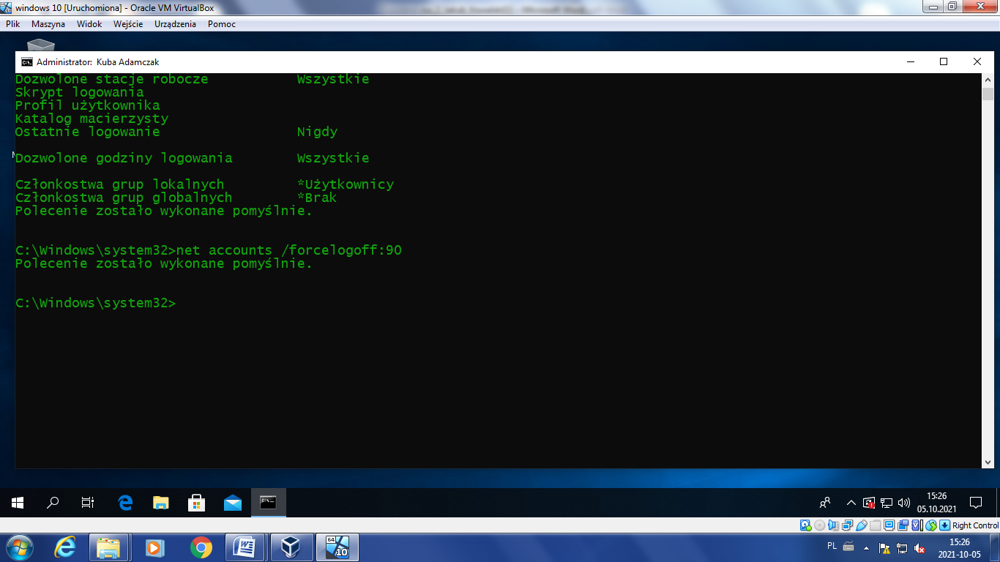 windows 10 [Uruchomiona] - Oracle VM VirtualBox
Plik Maszyna Widok Wejście Urządzenia Pomoc
Administrator: Kuba Adamczak
Dozwolone stacje robocze Wszystkie
Skrypt logowania
Profil użytkownika
Katalog macierzysty
Ostatnie logowanie Nigdy
Dozwolone godziny logowania Wszystkie
Członkostwa grup lokalnych *Użytkownicy
Członkostwa grup globalnych *Brak
Polecenie zostało wykonane pomyślnie.
C:\Windows\system32>net accounts /forcelogoff:90
Polecenie zostało wykonane pomyślnie.
C:\Windows\system32>
15:26
05.10.2021
Right Control
64
10
PL
15:26
2021-10-05